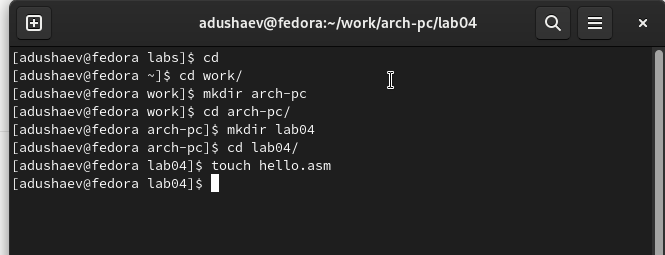 adushaev@fedora:~/work/arch-pc/lab04
[adushaev@fedora labs]$ cd
[adushaev@fedora ~]$ cd work/
[adushaev@fedora work]$ mkdir arch-pc
[adushaev@fedora work]$ cd arch-pc/
[adushaev@fedora arch-pc]$ mkdir lab04
[adushaev@fedora arch-pc]$ cd lab04/
[adushaev@fedora lab04]$ touch hello.asm
[adushaev@fedora lab04]$